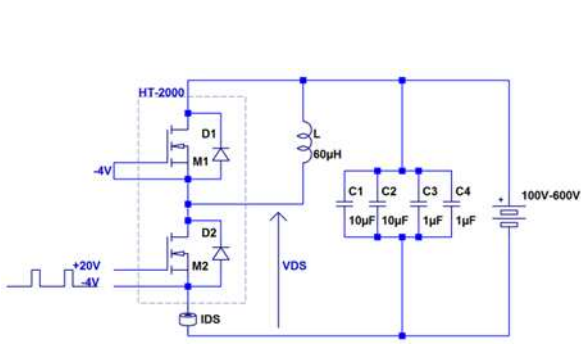 HT-2000
D1
M1
-4V
L
60µH
C1 C2 C3 C4
10µF 10µF 1µF 1µF
100V-600V
+
D2
M2
+20V
-4V
VDS
IDS